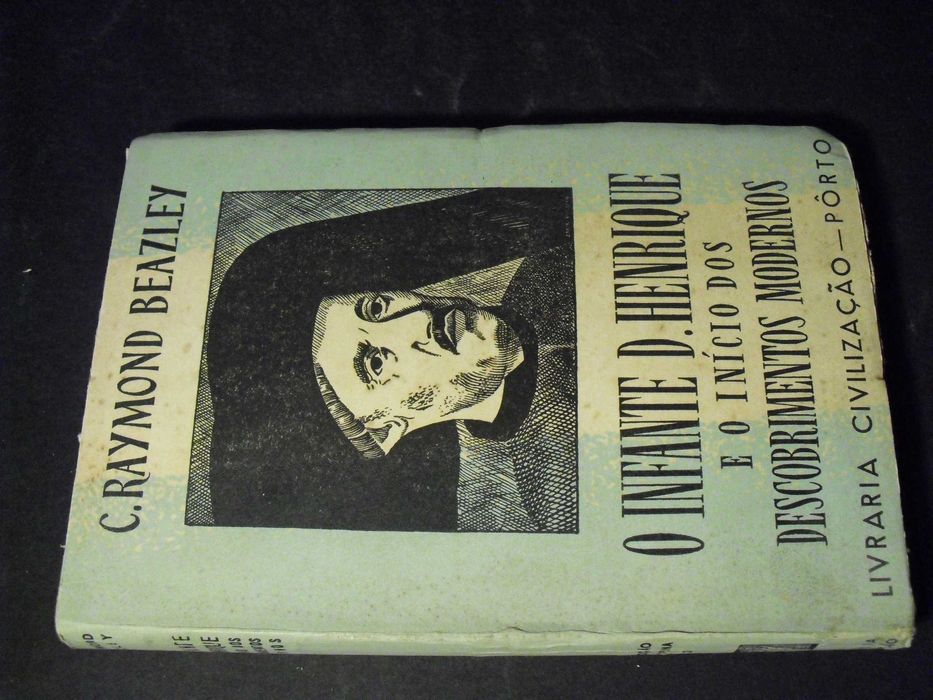 C. RAYMOND BEAZLEY
O INFANTE D. HENRIQUE
E O INÍCIO DOS
DESCOBRIMENTOS MODERNOS
LIVRARIA CIVILIZAÇÃO — PÔRTO